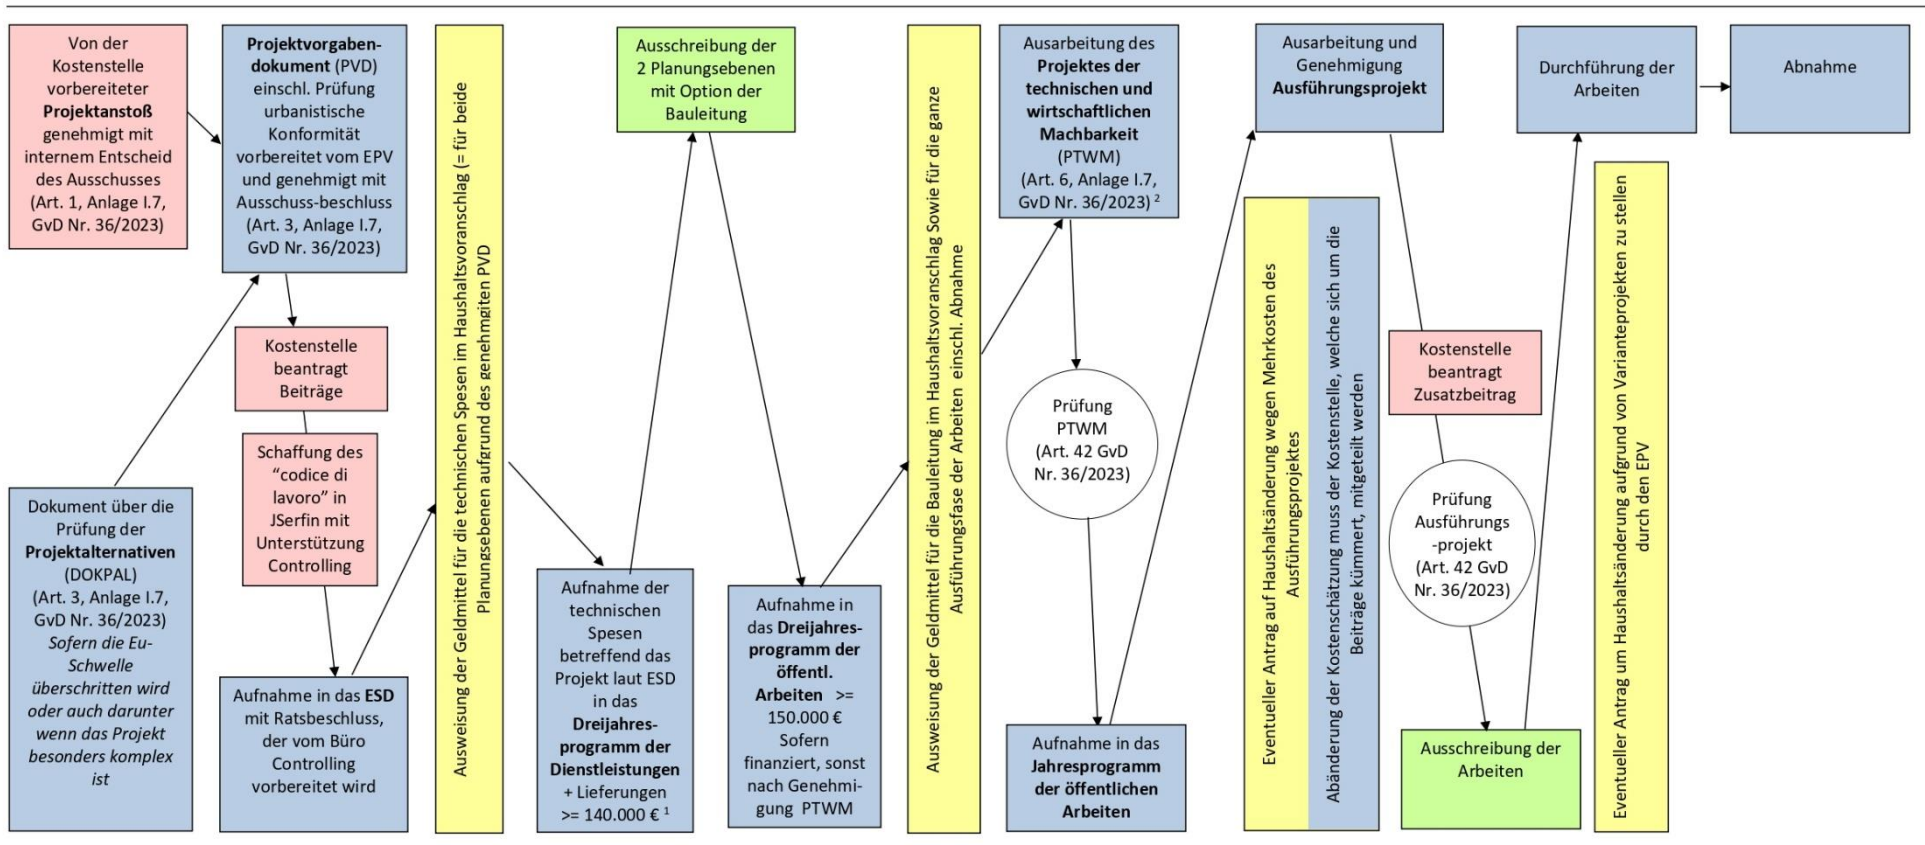 Von der
Kostenstelle
vorbereiteter
Projektanstoß
genehmigt mit
internem Entscheid
des Ausschusses
(Art. 1, Anlage I.7,
GvD Nr. 36/2023)
Projektvorgaben-
dokument (PVD)
einschl. Prüfung
urbanistische
Konformität
vorbereitet vom EPV
und genehmigt mit
Ausschuss-beschluss
(Art. 3, Anlage I.7,
GvD Nr. 36/2023)
Kostenstelle
beantragt
Beiträge
Schaffung des
“codice di
lavoro” in
JSerfin mit
Unterstützung
Controlling
Dokument über die
Prüfung der
Projektalternativen
(DOKPAL)
(Art. 3, Anlage I.7,
GvD Nr. 36/2023)
Sofern die Eu-
Schwelle
überschritten wird
oder auch darunter
wenn das Projekt
besonders komplex
ist
Aufnahme in das ESD
mit Ratsbeschluss,
der vom Büro
Controlling
vorbereitet wird
Ausweisung der Geldmittel für die technischen Spesen im Haushaltsvoranschlag (= für beide
Planungsebenen aufgrund des genehmgiten PVD
Aufnahme der
technischen
Spesen
betreffend das
Projekt laut ESD
in das
Dreijahres-
programm der
Dienstleistungen
+ Lieferungen
>= 140.000 € 1
Ausschreibung der
2 Planungsebenen
mit Option der
Bauleitung
Aufnahme in
das Dreijahres-
programm der
öffentl.
Arbeiten >=
150.000 €
Sofern
finanziert, sonst
nach Genehmi-
gung PTWM
Ausweisung der Geldmittel für die Bauleitung im Haushaltsvoranschlag Sowie für die ganze
Ausführungsfase der Arbeiten einschl. Abnahme
Ausarbeitung des
Projektes der
technischen und
wirtschaftlichen
Machbarkeit
(PTWM)
(Art. 6, Anlage I.7,
GvD Nr. 36/2023) 2
Prüfung
PTWM
(Art. 42 GvD
Nr. 36/2023)
Aufnahme in das
Jahresprogramm
der öffentlichen
Arbeiten
Ausarbeitung und
Genehmigung
Ausführungsprojekt
Eventueller Antrag auf Haushaltsänderung wegen Mehrkosten des
Ausführungsprojektes
Abänderung der Kostenschätzung muss der Kostenstelle, welche sich um die
Beiträge kümmert, mitgeteilt werden
Kostenstelle
beantragt
Zusatzbeitrag
Prüfung
Ausführungs
-projekt
(Art. 42 GvD
Nr. 36/2023)
Ausschreibung der
Arbeiten
Durchführung der
Arbeiten
Eventueller Antrag um Haushaltsänderung aufgrund von Varianteprojekten zu stellen
durch den EPV
Abnahme